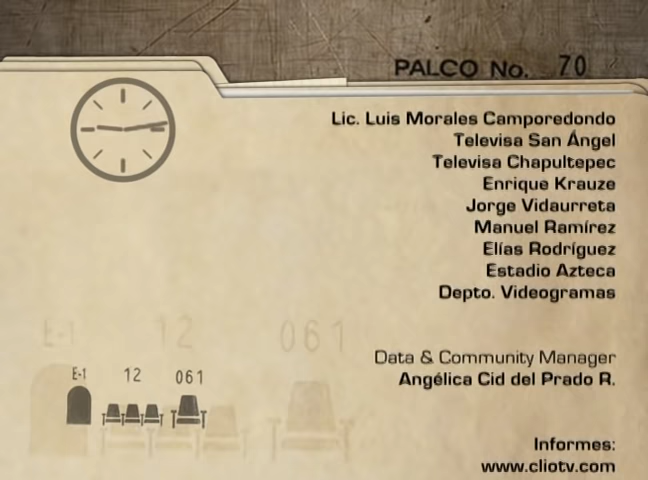 PALCO No. 70
Lic. Luis Morales Camporedondo
Televisa San Ángel
Televisa Chapultepec
Enrique Krauze
Jorge Vidaurreta
Manuel Ramírez
Elías Rodríguez
Estadio Azteca
Depto. Videogramas
E-1 12 061
Data & Community Manager
E-1 12 061
Angélica Cid del Prado R.
Informes:
www.cliotv.com